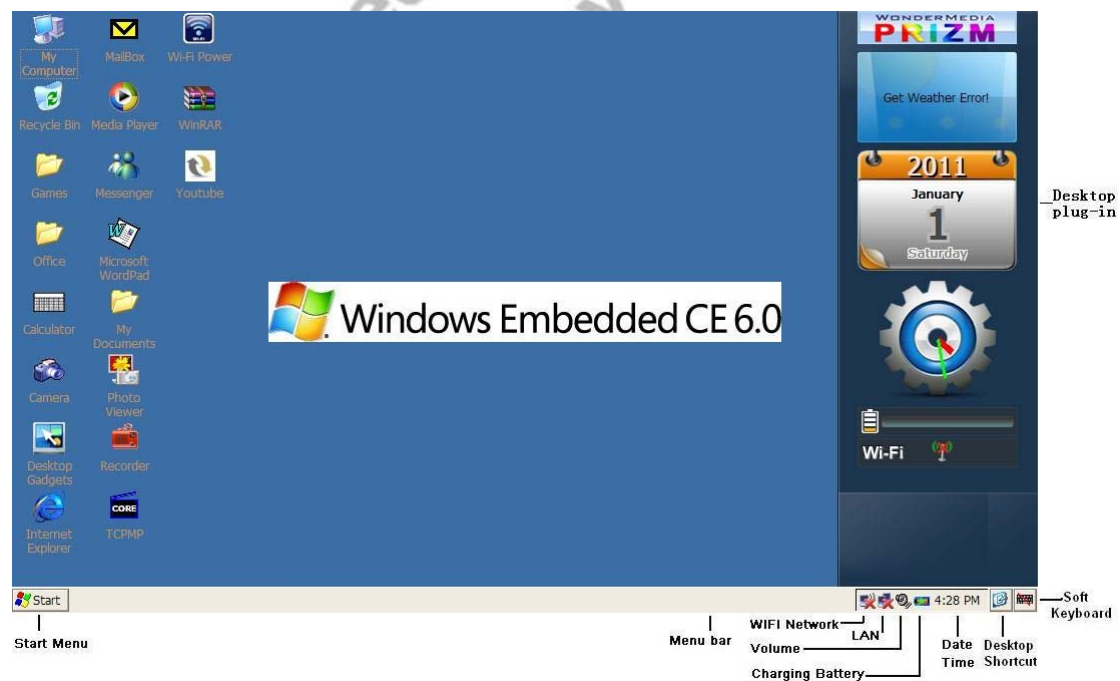 My
Computer
MailBox
Wi-Fi Power
Recycle Bin
Media Player
WinRAR
Games
Messenger
Youtube
Office
Microsoft
WordPad
Calculator
My
Documents
Camera
Photo
Viewer
Desktop
Gadgets
Recorder
Internet
Explorer
CORE
TCPMP
Windows Embedded CE 6.0
WONDERMEDIA
PRIZM
Get Weather Error!
2011
January
1
Saturday
Wi-Fi
Desktop
plug-in
Start
4:28 PM
Soft
Keyboard
Start Menu
Menu bar
WIFI Network
LAN
Volume
Charging Battery
Date
Time
Desktop
Shortcut